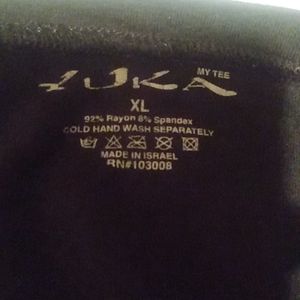 YUKA MY TEE
XL
92% Rayon 8% Spandex
COLD HAND WASH SEPARATELY
MADE IN ISRAEL
RN#103008